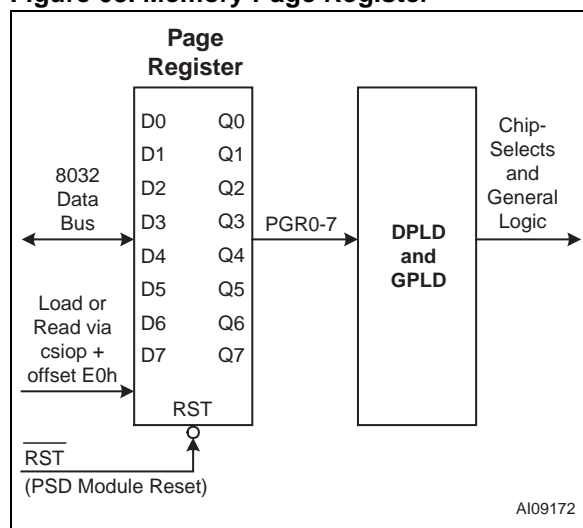 Figure Memory Page Register
Page
Register
D0 Q0
D1 Q1
D2 Q2
D3 Q3
D4 Q4
D5 Q5
D6 Q6
D7 Q7
RST
8032
Data
Bus
Load or
Read via
csiop +
offset E0h
RST
(PSD Module Reset)
PGR0-7
DPLD
and
GPLD
Chip-
Selects
and
General
Logic
AI09172